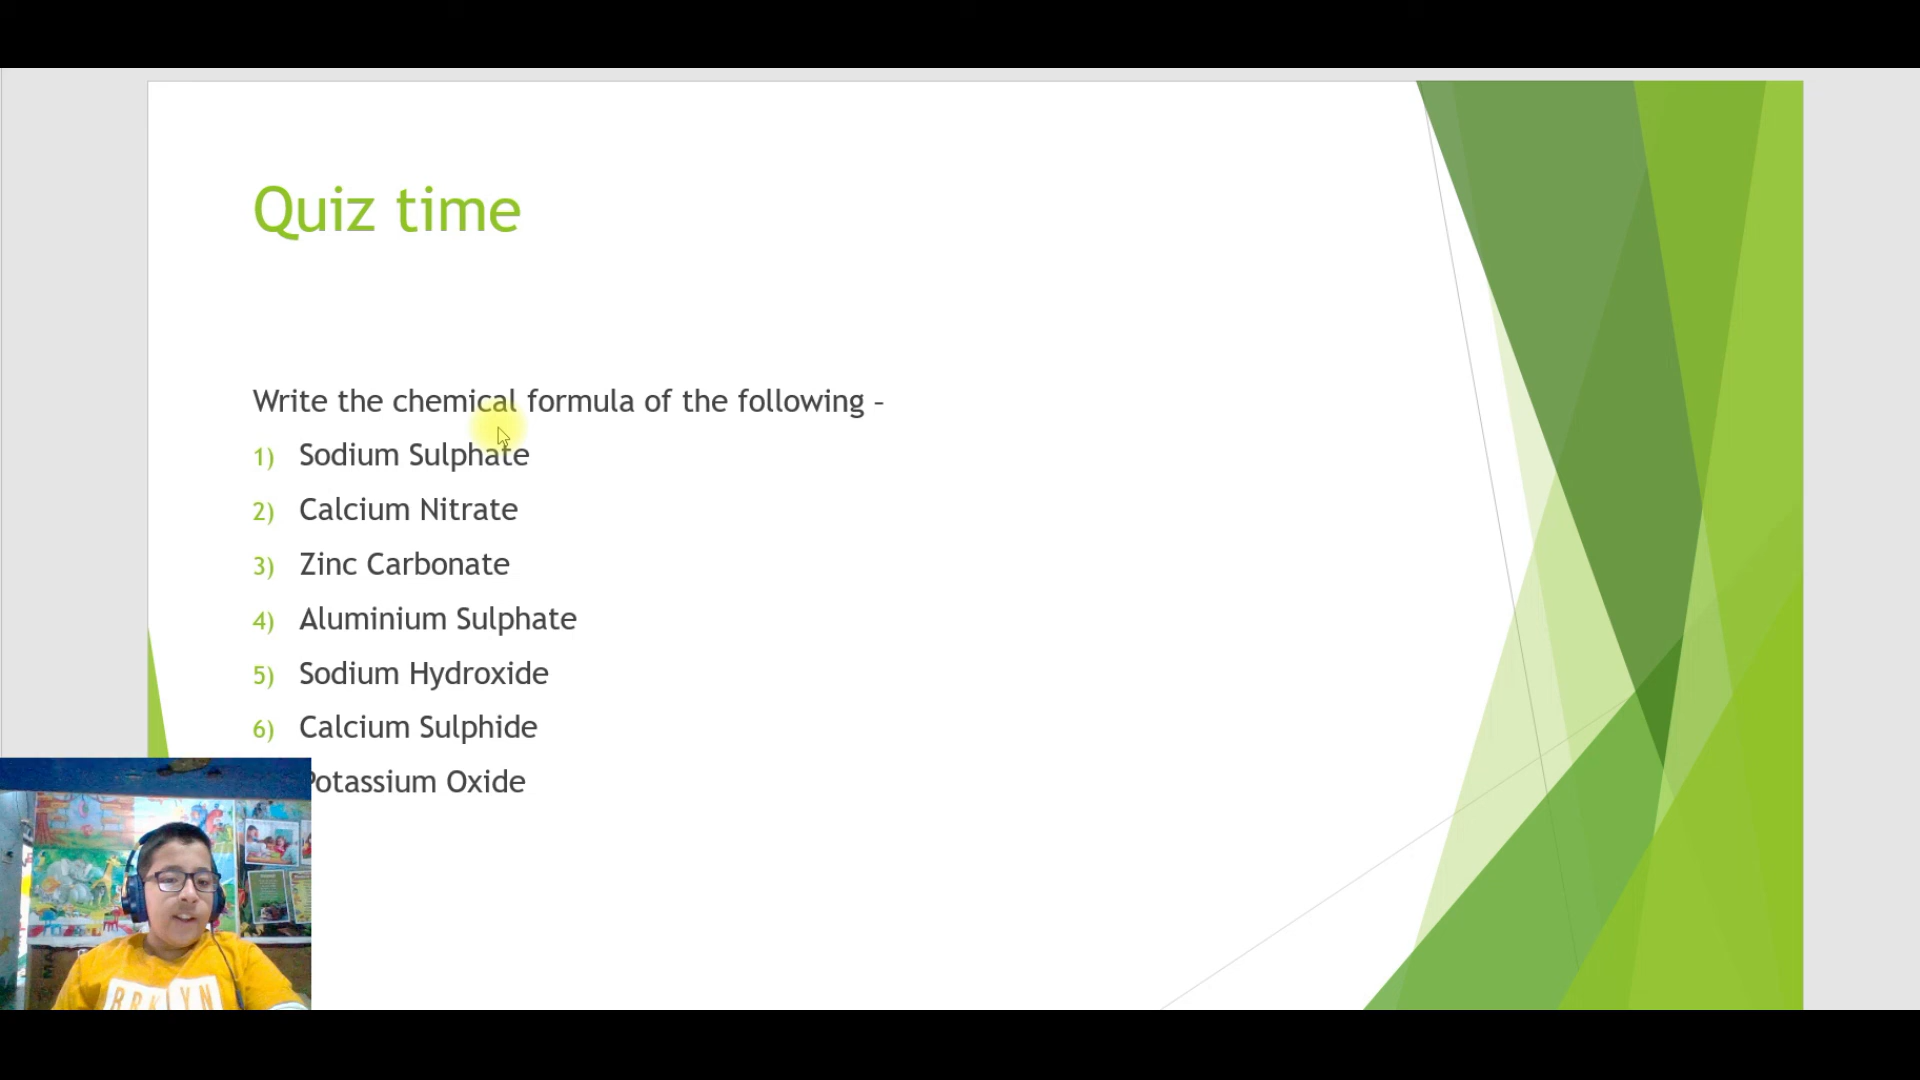 Quiz time
Write the chemical formula of the following –
1) Sodium Sulphate
2) Calcium Nitrate
3) Zinc Carbonate
4) Aluminium Sulphate
5) Sodium Hydroxide
6) Calcium Sulphide
Potassium Oxide